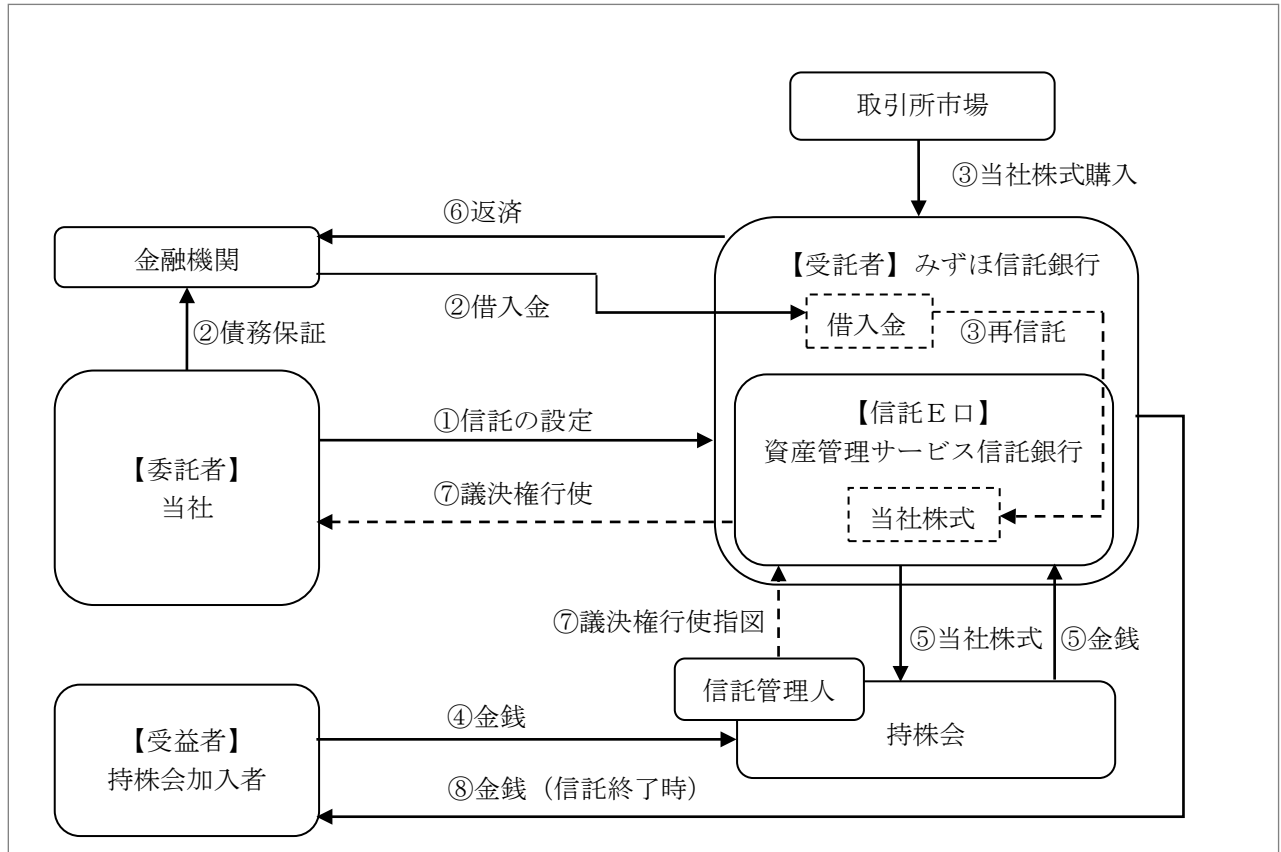 取引所市場
③当社株式購入
⑥返済
金融機関
【受託者】みずほ信託銀行
②借入金
借入金
③再信託
②債務保証
【委託者】
当社
①信託の設定
【信託Ｅ口】
資産管理サービス信託銀行
⑦議決権行使
当社株式
⑦議決権行使指図
⑤当社株式
⑤金銭
信託管理人
持株会
④金銭
【受益者】
持株会加入者
⑧金銭（信託終了時）